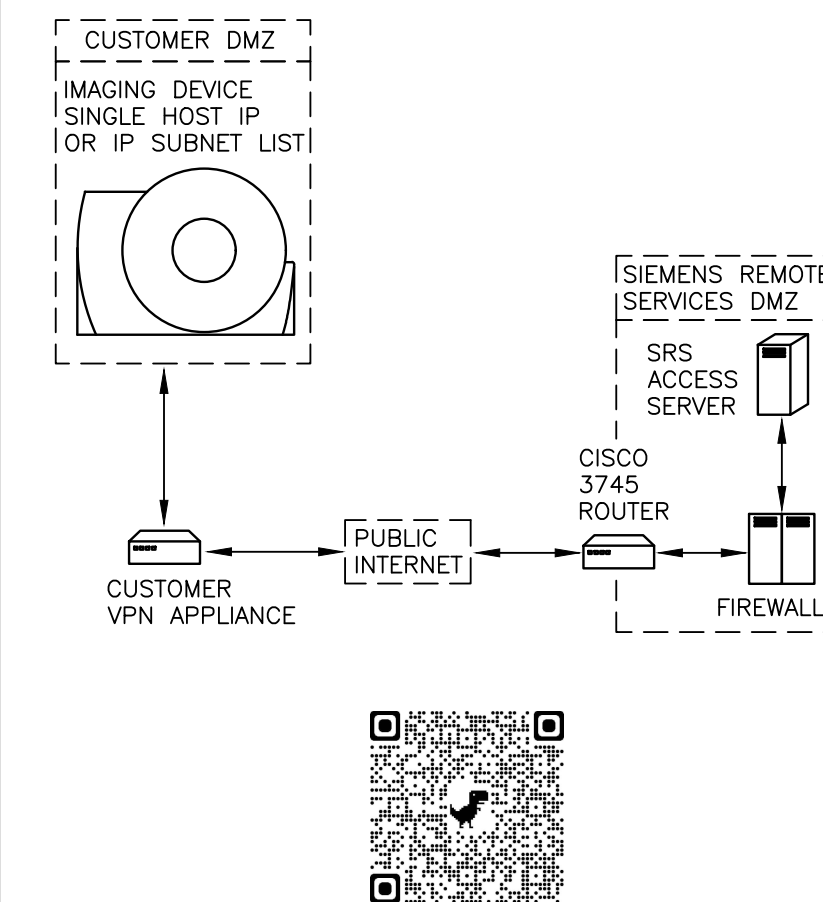 CUSTOMER DMZ
IMAGING DEVICE
SINGLE HOST IP
OR IP SUBNET LIST
SIEMENS REMOTE
SERVICES DMZ
SRS
ACCESS
SERVER
CISCO
3745
ROUTER
PUBLIC
INTERNET
CUSTOMER
VPN APPLIANCE
FIREWALL